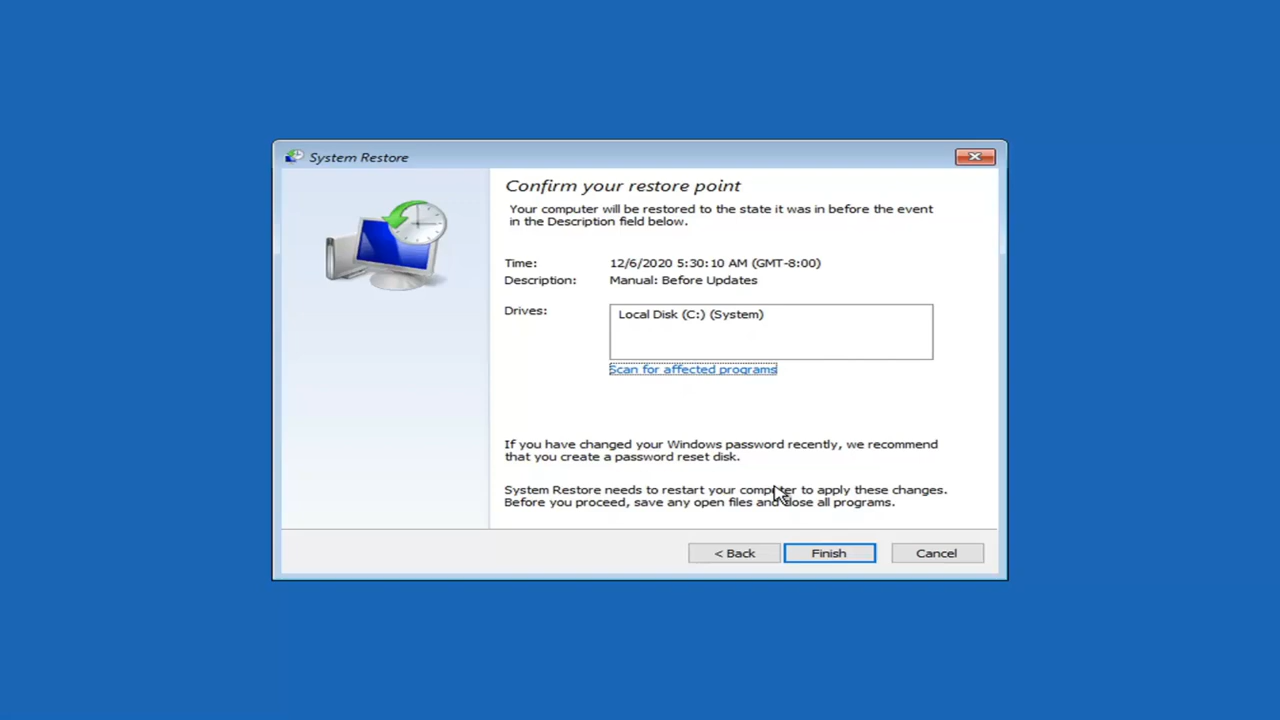 System Restore
Confirm your restore point
Your computer will be restored to the state it was in before the event
in the Description field below.
Time: 12/6/2020 5:30:10 AM (GMT-8:00)
Description: Manual: Before Updates
Drives: Local Disk (C:) (System)
Scan for affected programs
If you have changed your Windows password recently, we recommend
that you create a password reset disk.
System Restore needs to restart your computer to apply these changes.
Before you proceed, save any open files and close all programs.
< Back Finish Cancel